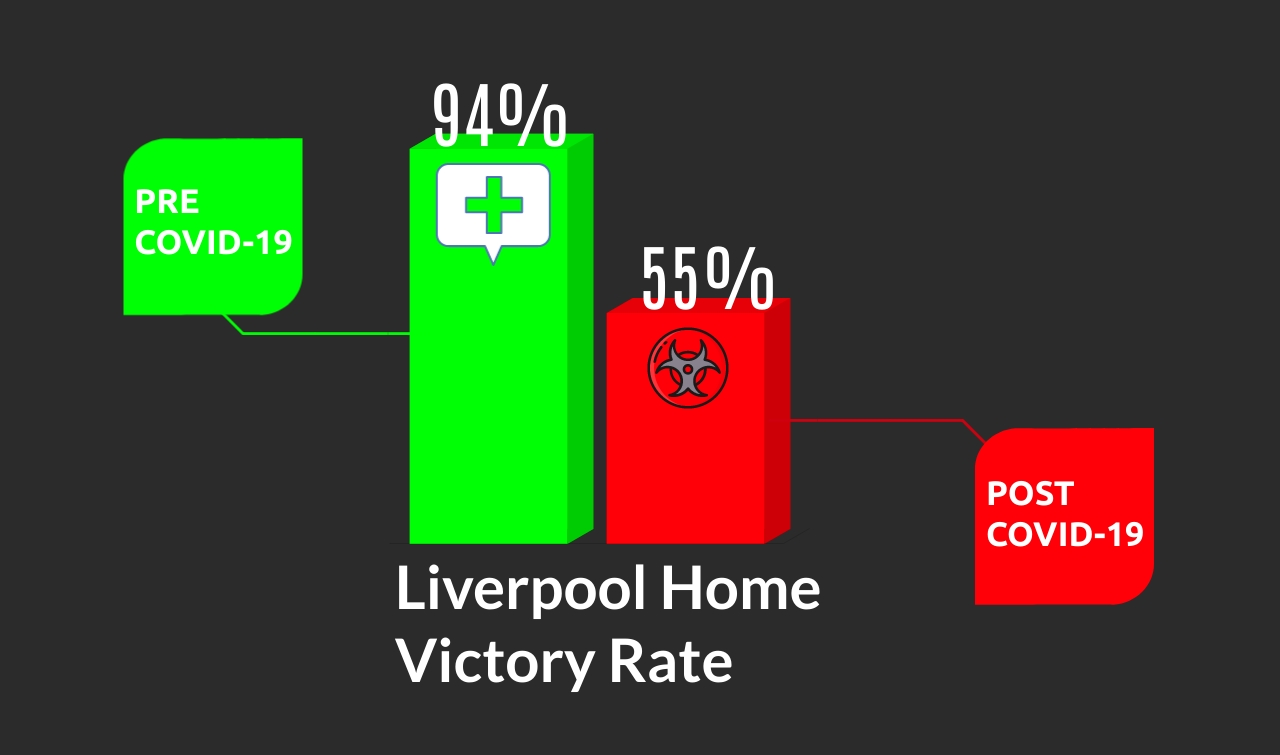 94%
PRE
COVID-19
55%
POST
COVID-19
Liverpool Home
Victory Rate